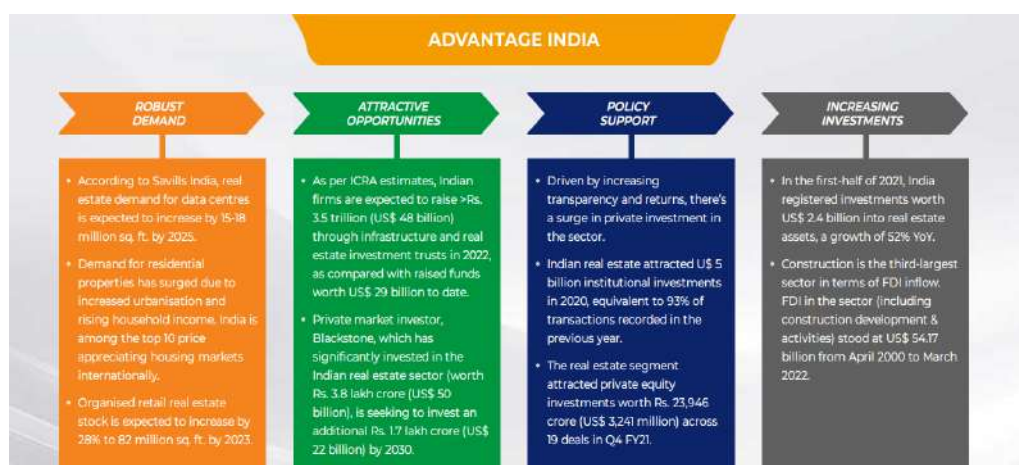 ADVANTAGE INDIA
ROBUST
DEMAND
• According to Savills India, real
estate demand for data centres
is expected to increase by 15-18
million sq. ft. by 2025.
• Demand for residential
properties has surged due to
increased urbanisation and
rising household income. India is
among the top 10 price
appreciating housing markets
internationally.
• Organised retail real estate
stock is expected to increase by
28% to 82 million sq. ft. by 2023.
ATTRACTIVE
OPPORTUNITIES
• As per ICRA estimates, Indian
firms are expected to raise >Rs.
3.5 trillion (US$ 48 billion)
through infrastructure and real
estate investment trusts in 2022,
as compared with raised funds
worth US$ 29 billion to date.
• Private market investor,
Blackstone, which has
significantly invested in the
Indian real estate sector (worth
Rs. 3.8 lakh crore (US$ 50
billion), is seeking to invest an
additional Rs. 1.7 lakh crore (US$
22 billion) by 2030.
POLICY
SUPPORT
• Driven by increasing
transparency and returns, there's
a surge in private investment in
the sector.
• Indian real estate attracted U$ 5
billion institutional investments
in 2020, equivalent to 93% of
transactions recorded in the
previous year.
• The real estate segment
attracted private equity
investments worth Rs. 23,946
crore (US$ 3,241 million) across
19 deals in Q4 FY21.
INCREASING
INVESTMENTS
• In the first-half of 2021, India
registered investments worth
US$ 2.4 billion into real estate
assets, a growth of 52% YoY.
• Construction is the third-largest
sector in terms of FDI inflow.
FDI in the sector (including
construction development &
activities) stood at US$ 54.17
billion from April 2000 to March
2022.